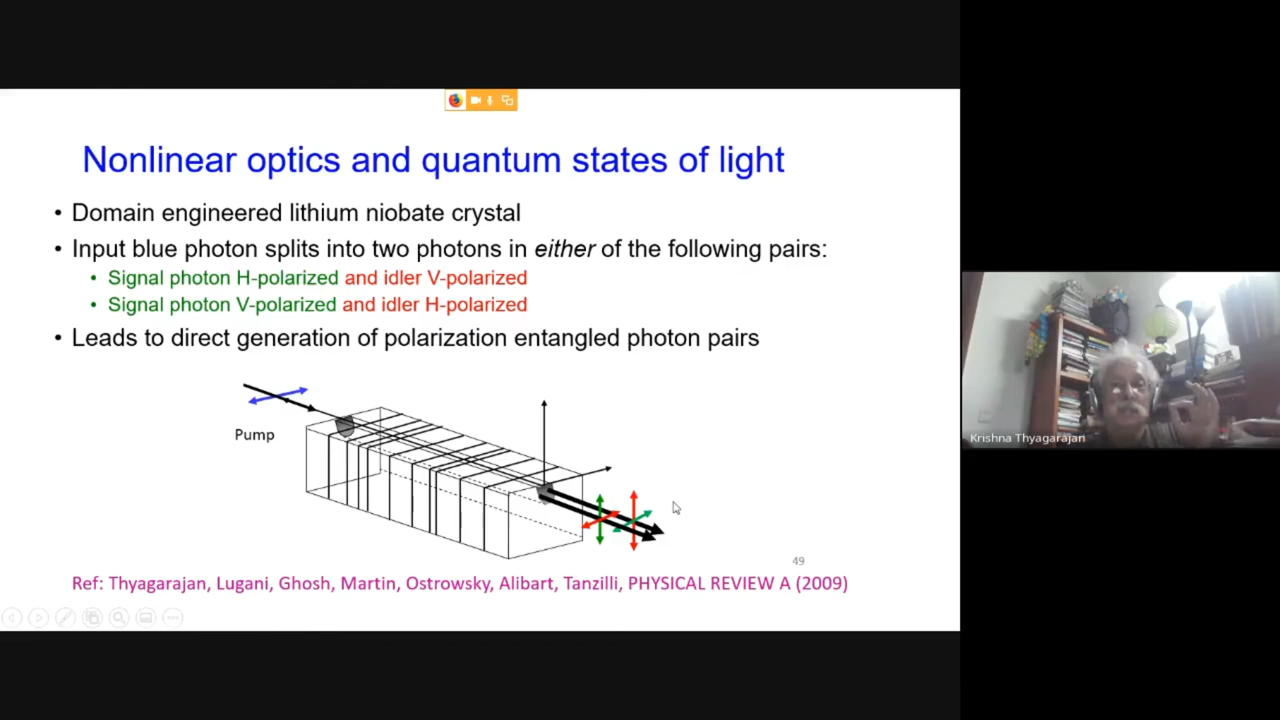 Nonlinear optics and quantum states of light
• Domain engineered lithium niobate crystal
• Input blue photon splits into two photons in either of the following pairs:
• Signal photon H-polarized and idler V-polarized
• Signal photon V-polarized and idler H-polarized
• Leads to direct generation of polarization entangled photon pairs
Pump
49
Ref: Thyagarajan, Lugani, Ghosh, Martin, Ostrowsky, Alibart, Tanzilli, PHYSICAL REVIEW A (2009)
Krishna Thyagarajan